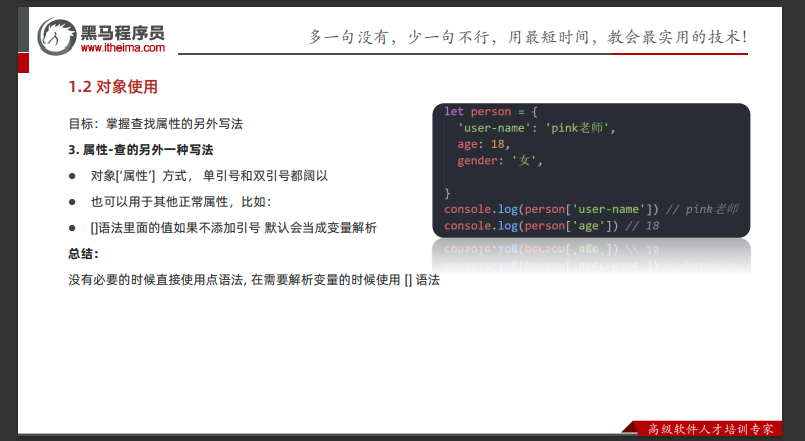 黑马程序员
www.itheima.com
多一句没有，少一句不行，用最短时间，教会最实用的技术！
1.2 对象使用
目标：掌握查找属性的另外写法
3. 属性-查的另外一种写法
● 对象['属性'] 方式， 单引号和双引号都阔以
● 也可以用于其他正常属性，比如：
● []语法里面的值如果不添加引号 默认会当成变量解析
总结：
没有必要的时候直接使用点语法, 在需要解析变量的时候使用 [] 语法
let person = {
'user-name': 'pink老师',
age: 18,
gender: '女',
}
console.log(person['user-name']) // pink老师
console.log(person['age']) // 18
高级软件人才培训专家